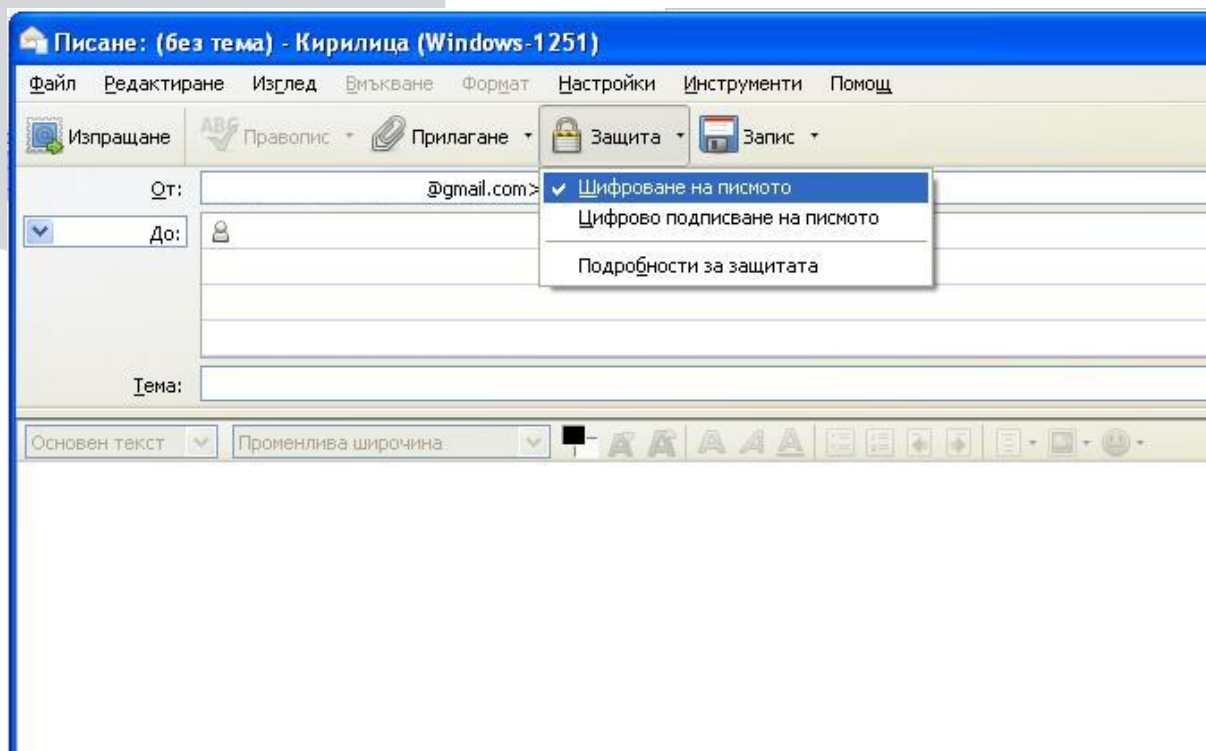 Писане: (без тема) - Кирилица (Windows-1251)
Файл Редактиране Изглед Вмъкване Формат Настройки Инструменти Помощ
Изпращане ABC Правопис Прилагане Защита Запис
От: @gmail.com>
Шифроване на писмото
До:
Цифрово подписване на писмото
Подробности за защитата
Тема:
Основен текст Променлива широчина